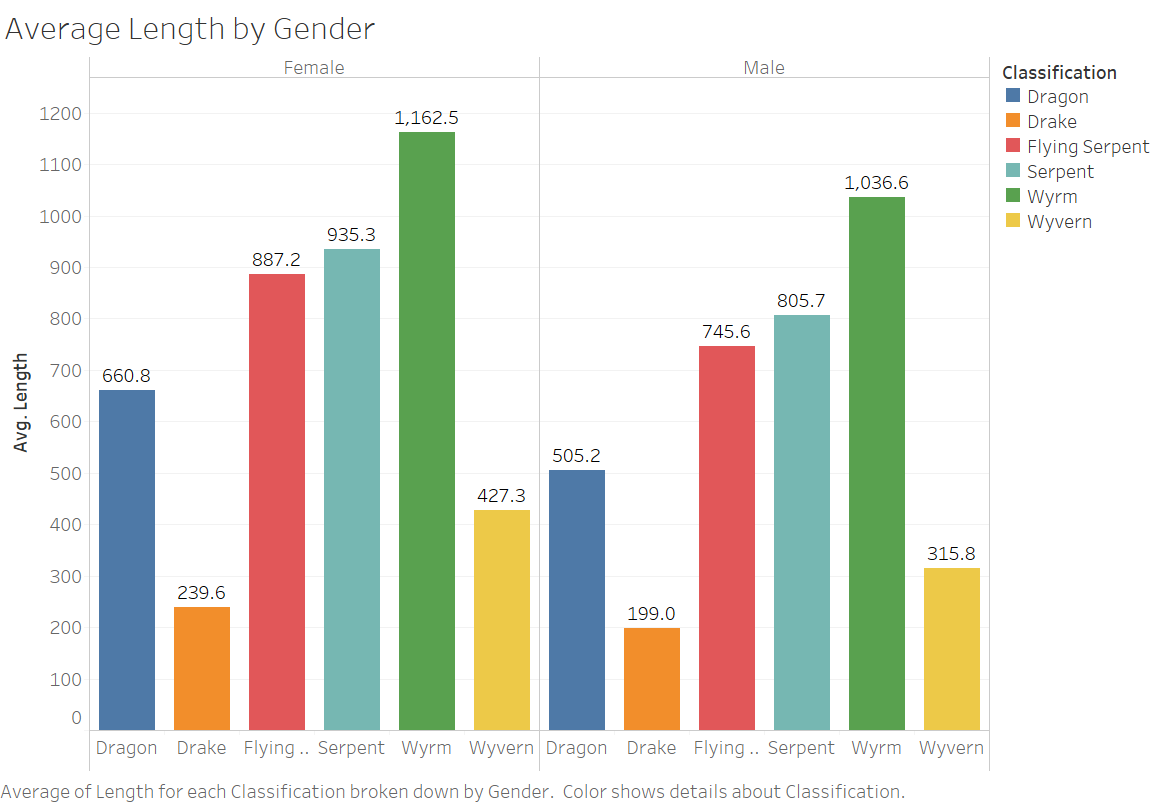 Average Length by Gender
Female Male
Classification
Dragon
Drake
Flying Serpent
Serpent
Wyrm
Wyvern
Avg. Length
1200
1100
1000
900
800
700
600
500
400
300
200
100
0
660.8
239.6
887.2
935.3
1,162.5
427.3
505.2
199.0
745.6
805.7
1,036.6
315.8
Dragon Drake Flying .. Serpent Wyrm Wyvern Dragon Drake Flying .. Serpent Wyrm Wyvern
Average of Length for each Classification broken down by Gender. Color shows details about Classification.